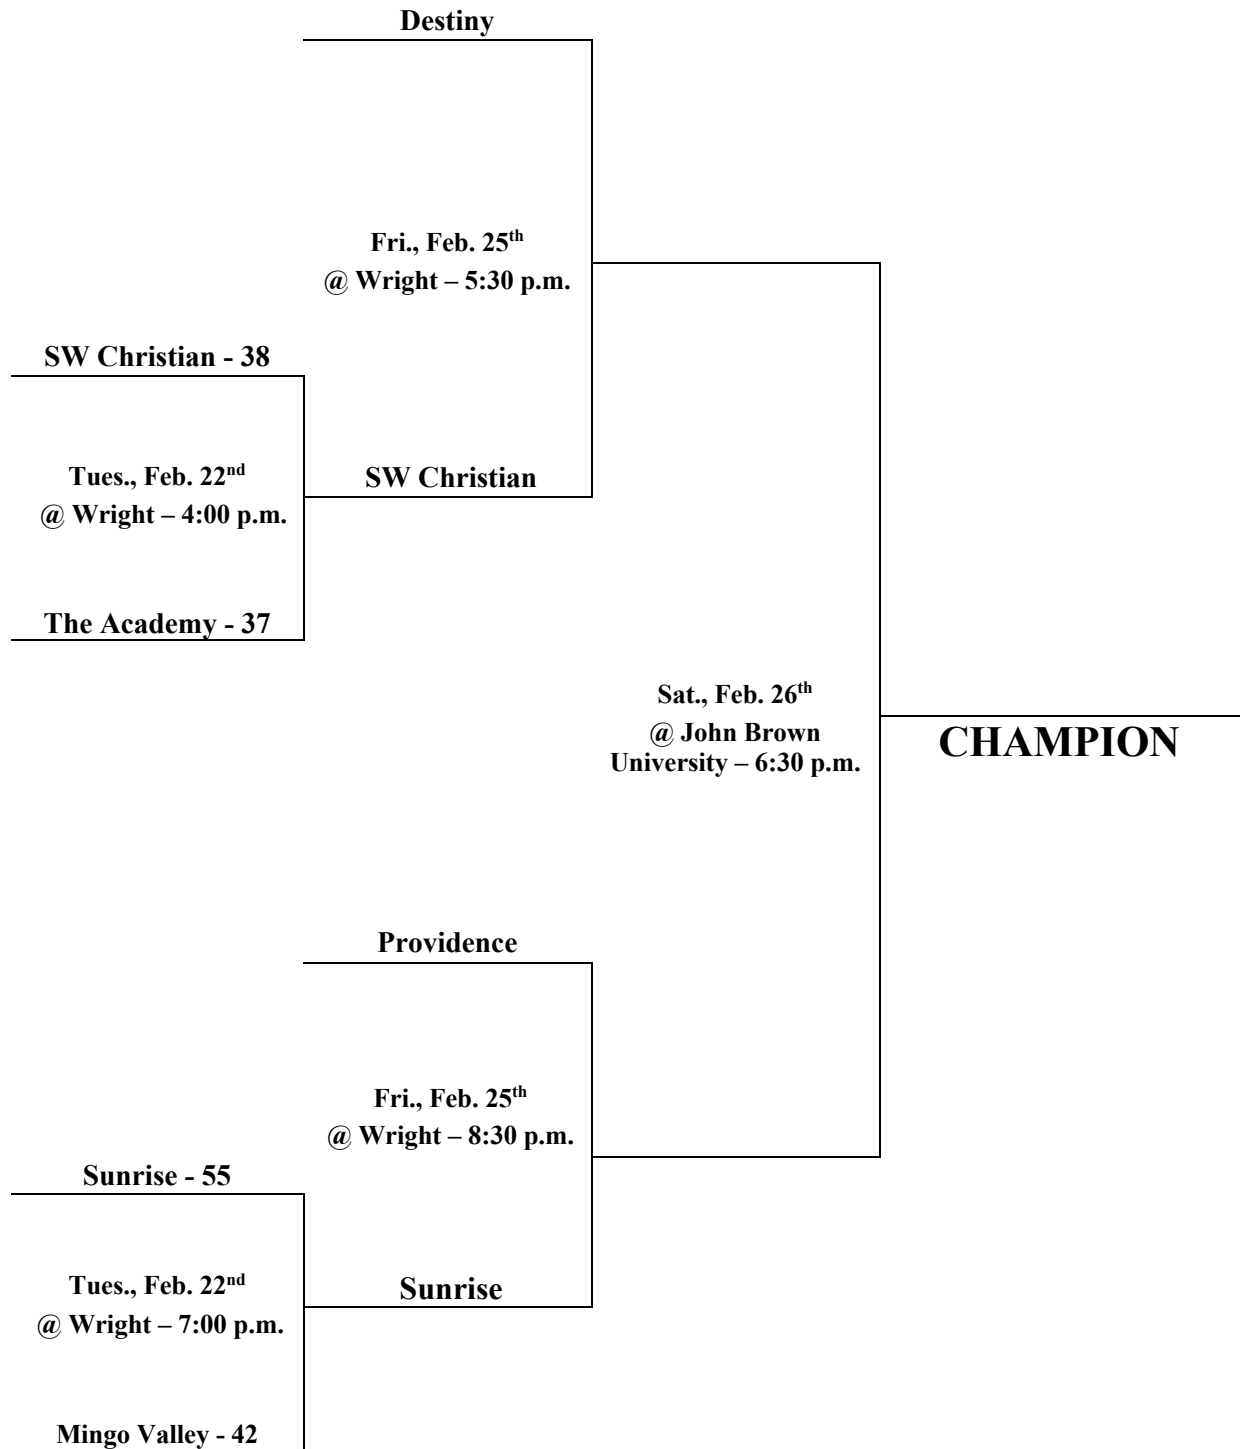 Destiny
Fri., Feb. 25th
@ Wright – 5:30 p.m.
SW Christian - 38
Tues., Feb. 22nd
@ Wright – 4:00 p.m.
SW Christian
The Academy - 37
Sat., Feb. 26th
@ John Brown
University – 6:30 p.m.
CHAMPION
Providence
Fri., Feb. 25th
@ Wright – 8:30 p.m.
Sunrise - 55
Tues., Feb. 22nd
@ Wright – 7:00 p.m.
Sunrise
Mingo Valley - 42